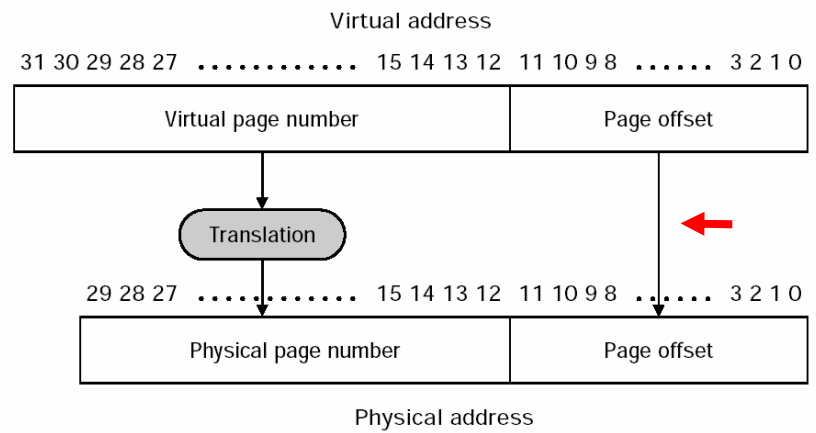 Virtual address
31 30 29 28 27 ............ 15 14 13 12 11 10 9 8 ...... 3 2 1 0
Virtual page number Page offset
Translation
29 28 27 ............ 15 14 13 12 11 10 9 8 ...... 3 2 1 0
Physical page number Page offset
Physical address